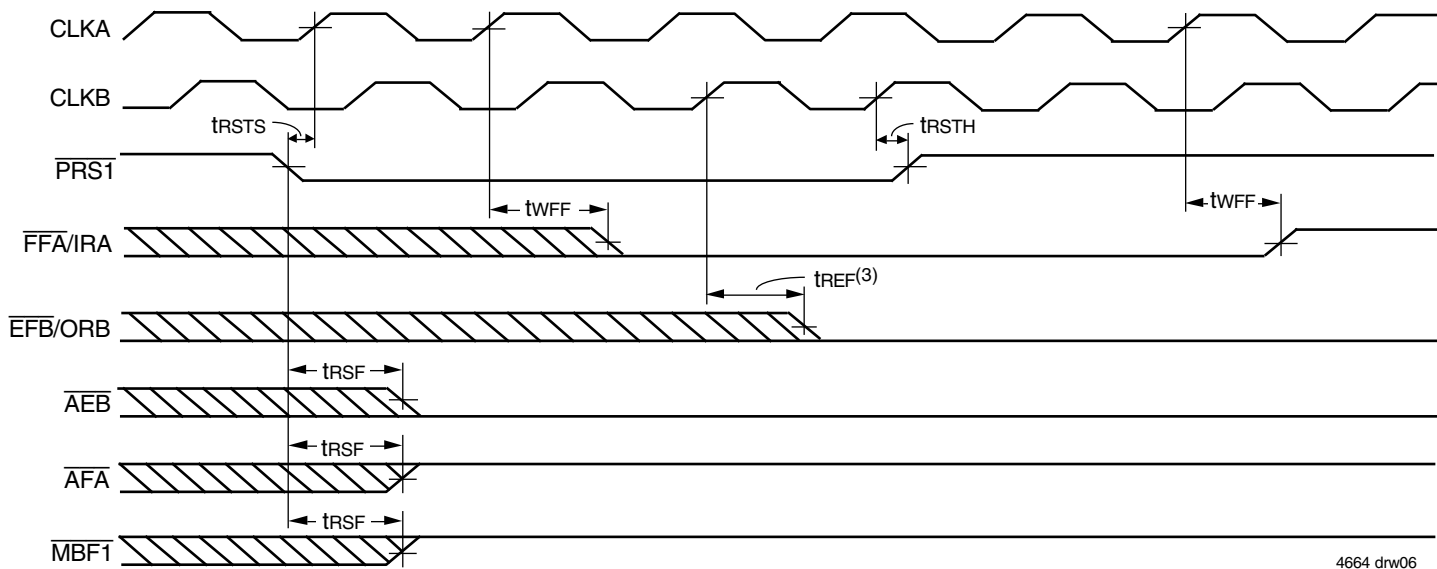 CLKA
CLKB
tRSTS
tRSTH
PRS1
tWFF
tWFF
FFA/IRA
tREF(3)
EFB/ORB
tRSF
AEB
tRSF
AFA
tRSF
MBF1
4664 drw06